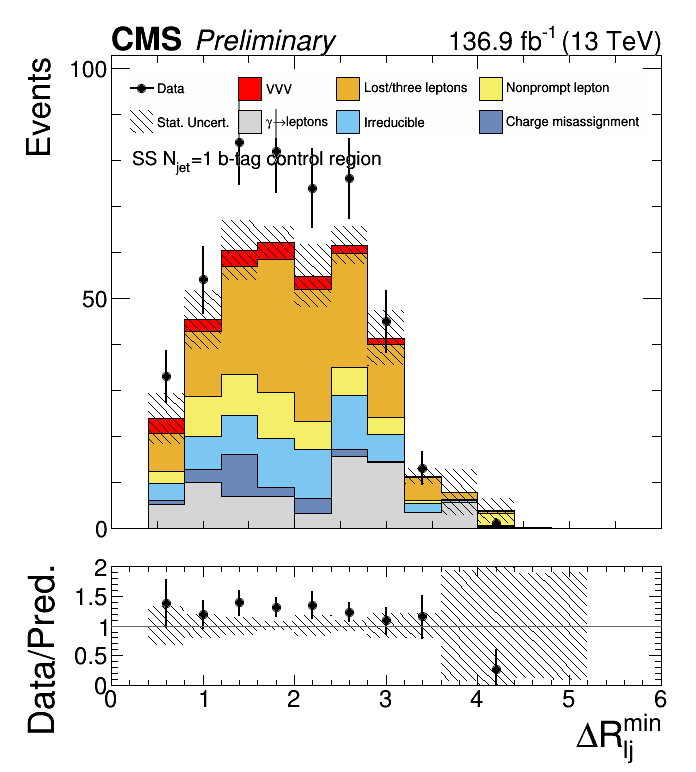 CMS Preliminary 136.9 fb-1 (13 TeV)
Events
100
Data VVV Lost/three leptons Nonprompt lepton
Stat. Uncert. γ→leptons Irreducible Charge misassignment
SS Njet=1 b-tag control region
50
0
Data/Pred.
2
1.5
1
0.5
0
0 1 2 3 4 5 6
ΔRljmin